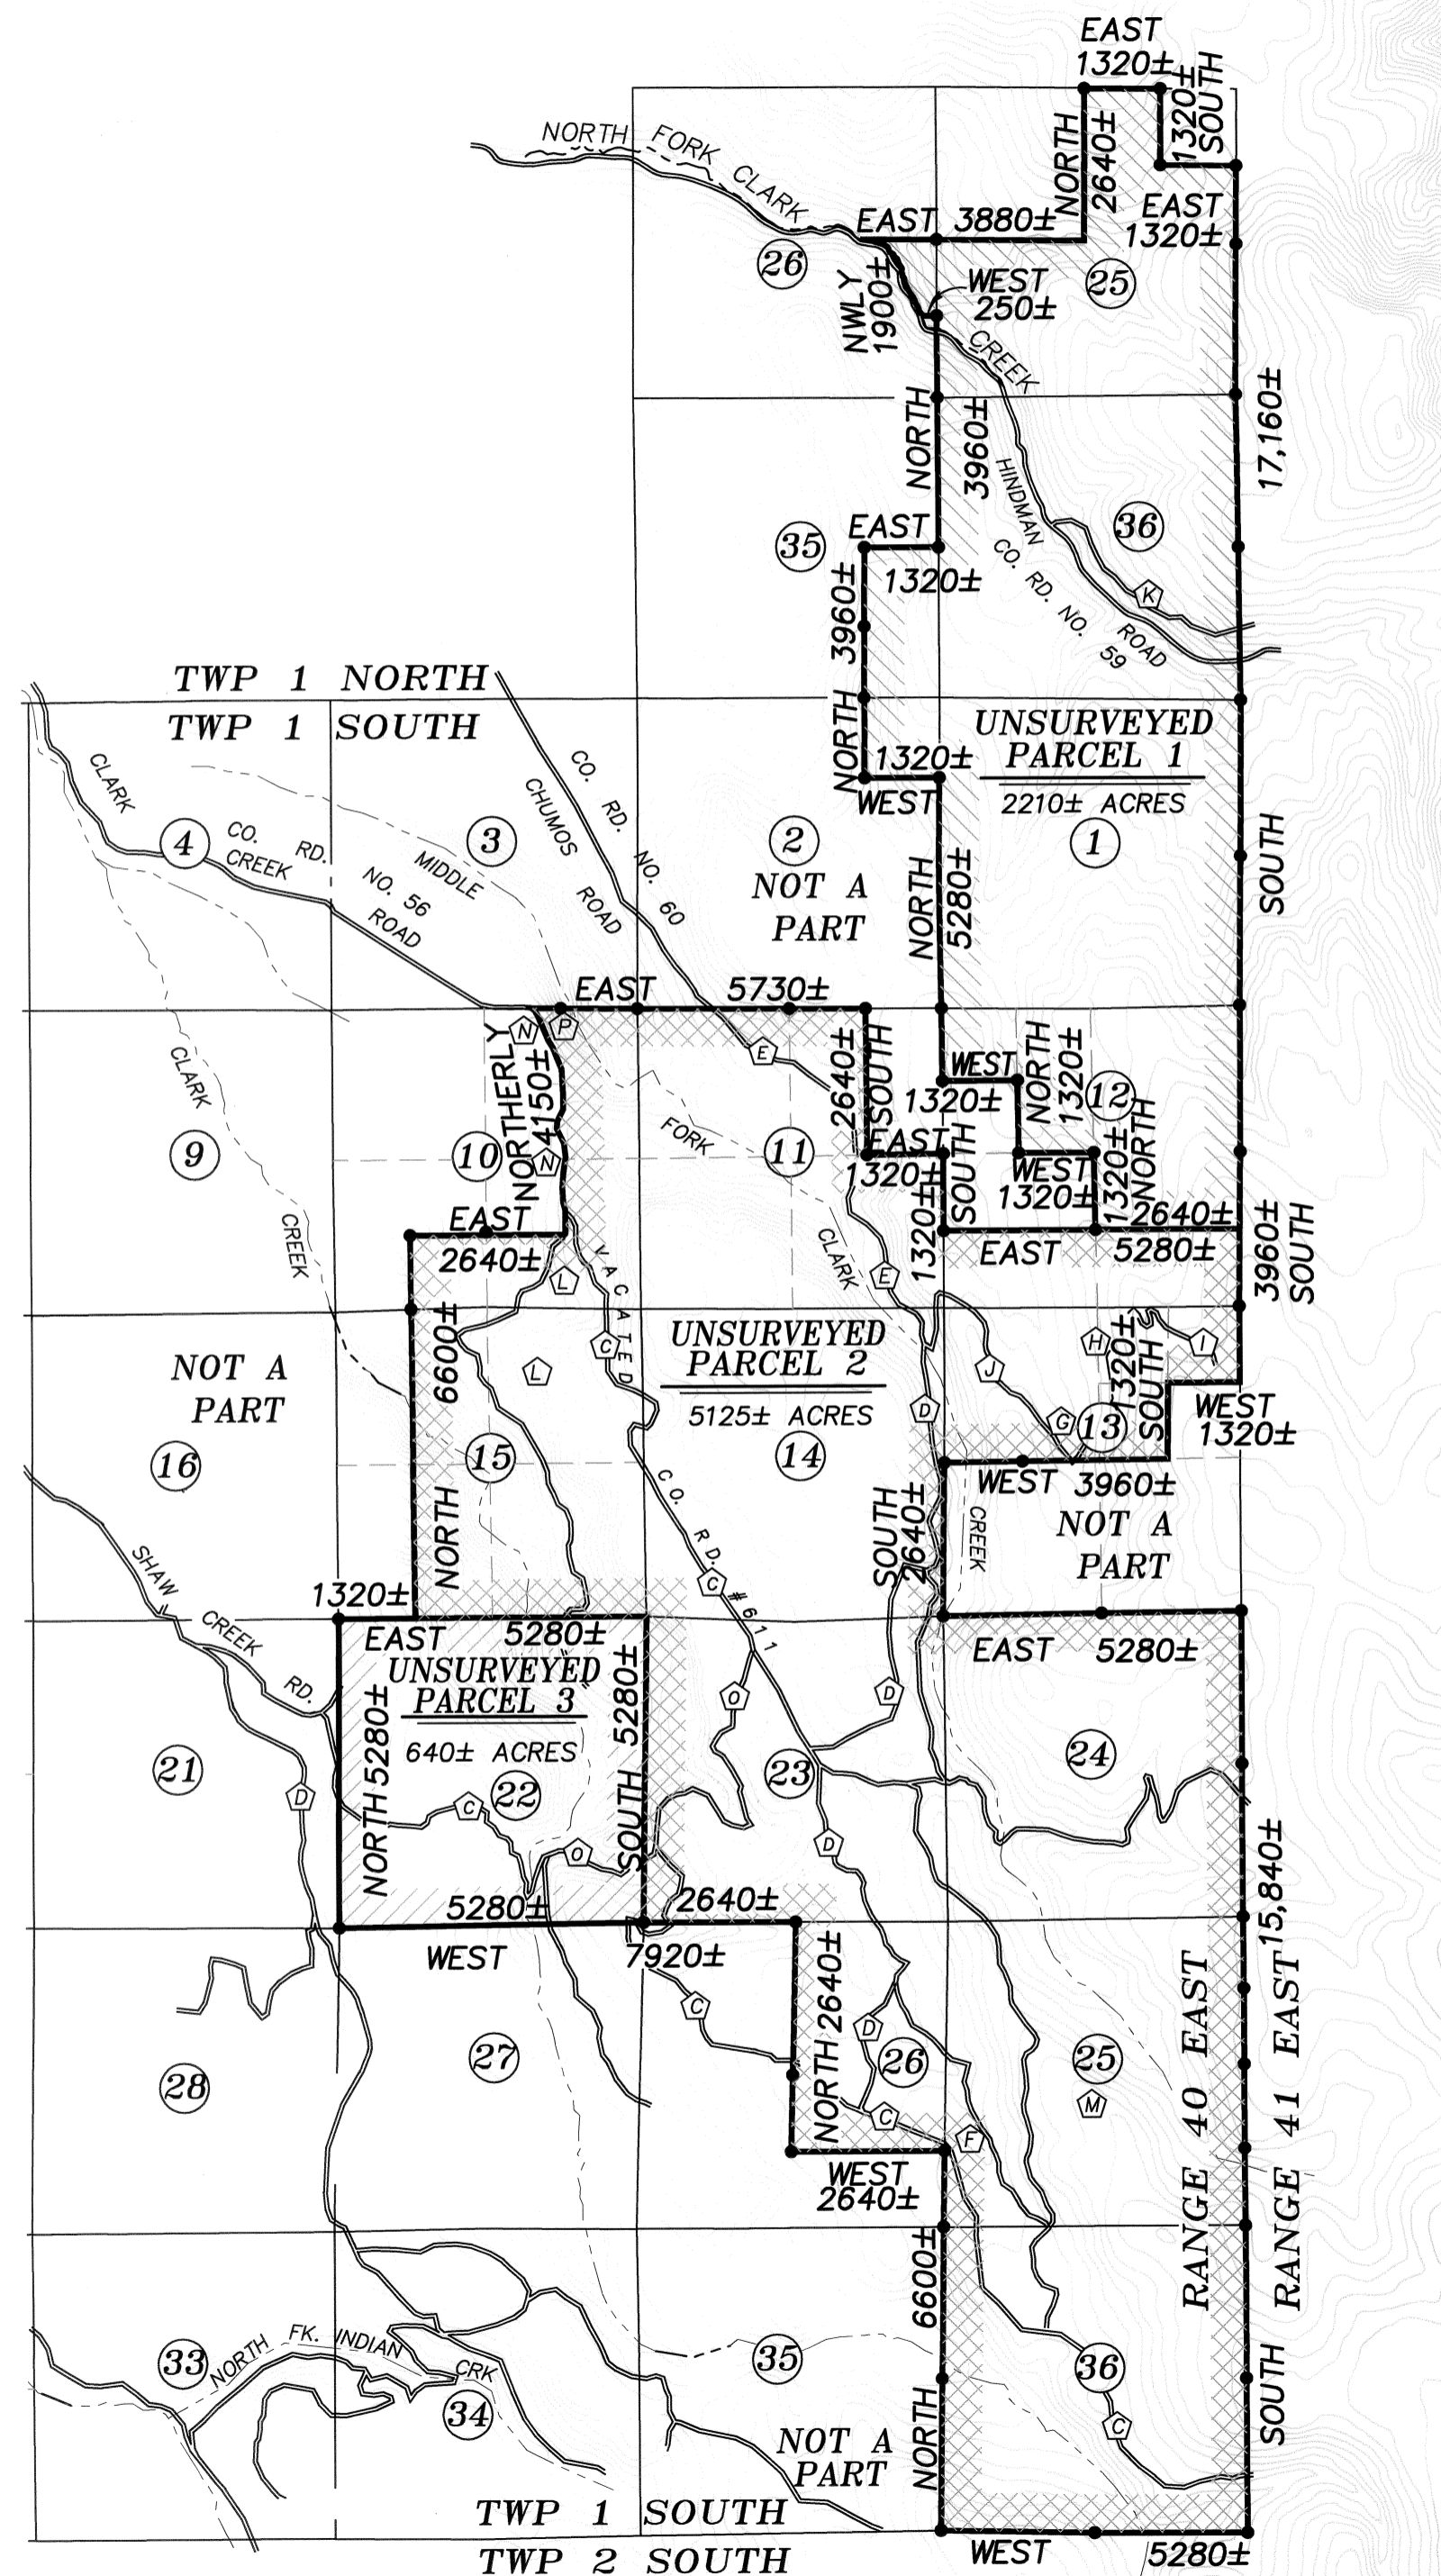 EAST
1320±
1320±
SOUTH
NORTH
2640±
EAST
1320±
NORTH FORK CLARK
EAST 3880±
26
25
WEST
250±
NWLY
1900±
CREEK
17,160±
NORTH
3960±
HINDMAN
CO. RD. NO. 59
ROAD
36
K
35
EAST
1320±
3960±
NORTH
TWP 1 NORTH
TWP 1 SOUTH
1320±
WEST
UNSURVEYED
PARCEL 1
2210± ACRES
1
CLARK
4
CO. RD.
CREEK
NO. 56
ROAD
3
MIDDLE
CHUMOS
ROAD
CO. RD. NO. 60
2
NOT A
PART
NORTH
5280±
SOUTH
EAST 5730±
N
P
E
NORTHERLY
4150±
N
2640±
SOUTH
WEST
1320±
NORTH
1320±
12
CLARK
CREEK
9
10
FORK
11
EAST
1320±
SOUTH
1320±
WEST
1320±
1320±
NORTH
2640±
EAST
2640±
EAST 5280±
3960±
SOUTH
CLARK
E
L
VACATED
C
6600±
NORTH
L
NOT A
PART
16
15
UNSURVEYED
PARCEL 2
5125± ACRES
14
D
J
H
I
G
13
1320±
SOUTH
WEST
1320±
WEST 3960±
NOT A
PART
CREEK
SOUTH
2640±
CO. RD. #611
C
SHAW
CREEK
RD.
1320±
EAST 5280±
UNSURVEYED
PARCEL 3
640± ACRES
22
NORTH 5280±
SOUTH 5280±
EAST 5280±
21
D
C
O
O
D
23
D
24
5280±
WEST
2640±
7920±
15,840±
28
27
C
NORTH 2640±
D
26
C
F
25
M
RANGE 40 EAST
RANGE 41 EAST
WEST
2640±
6600±
NORTH
33
NORTH FK. INDIAN
CRK
34
35
36
C
SOUTH
NOT A
PART
TWP 1 SOUTH
TWP 2 SOUTH
WEST 5280±